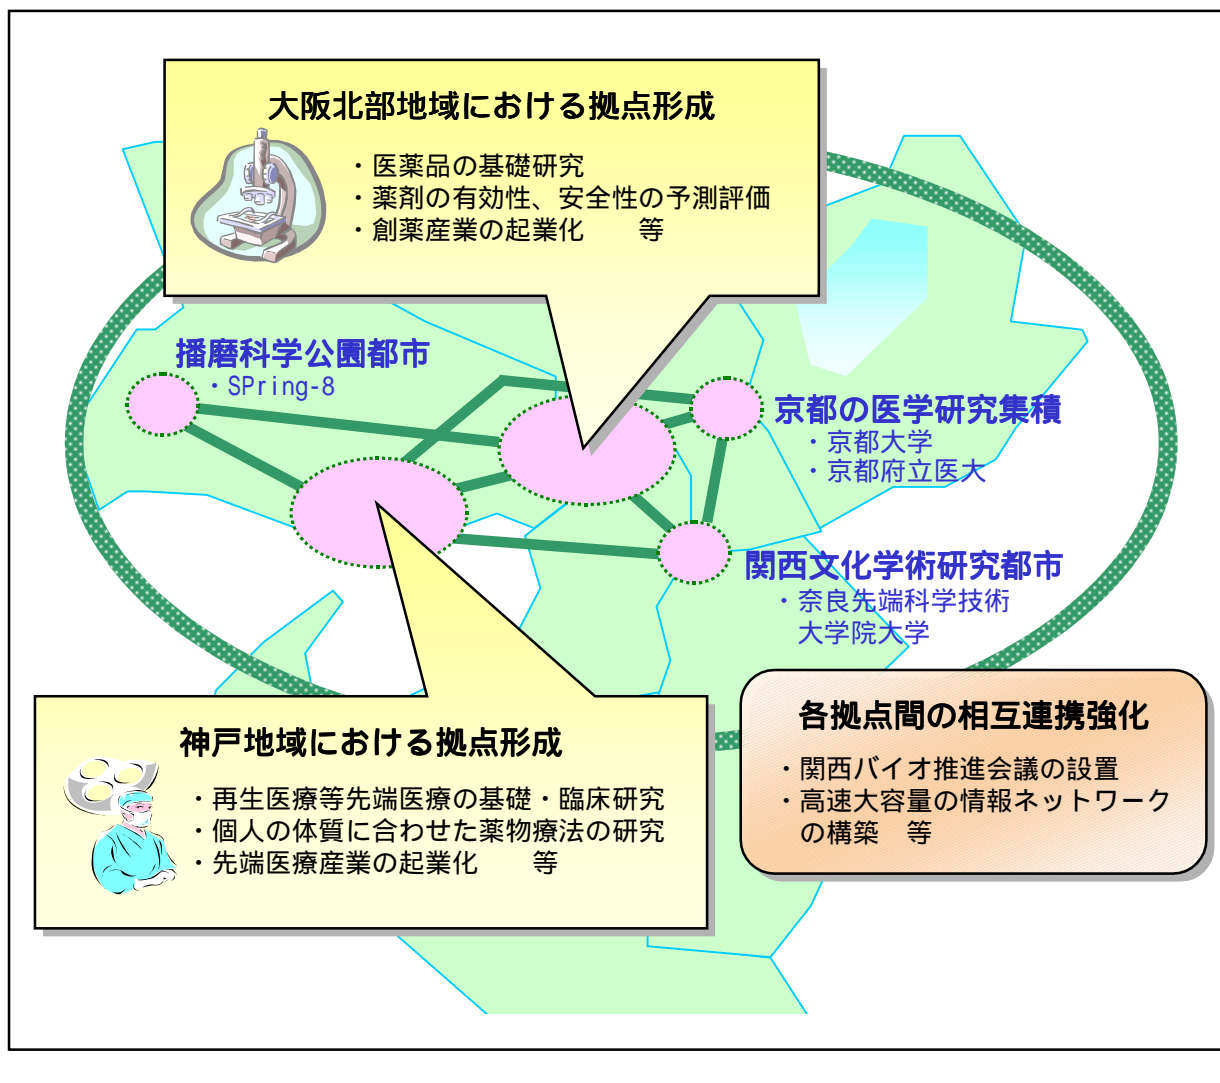 大阪北部地域における拠点形成
・医薬品の基礎研究
・薬剤の有効性、安全性の予測評価
・創薬産業の起業化　　等
播磨科学公園都市
・SPring-8
京都の医学研究集積
・京都大学
・京都府立医大
関西文化学術研究都市
・奈良先端科学技術
大学院大学
神戸地域における拠点形成
・再生医療等先端医療の基礎・臨床研究
・個人の体質に合わせた薬物療法の研究
・先端医療産業の起業化　　等
各拠点間の相互連携強化
・関西バイオ推進会議の設置
・高速大容量の情報ネットワーク
の構築　等